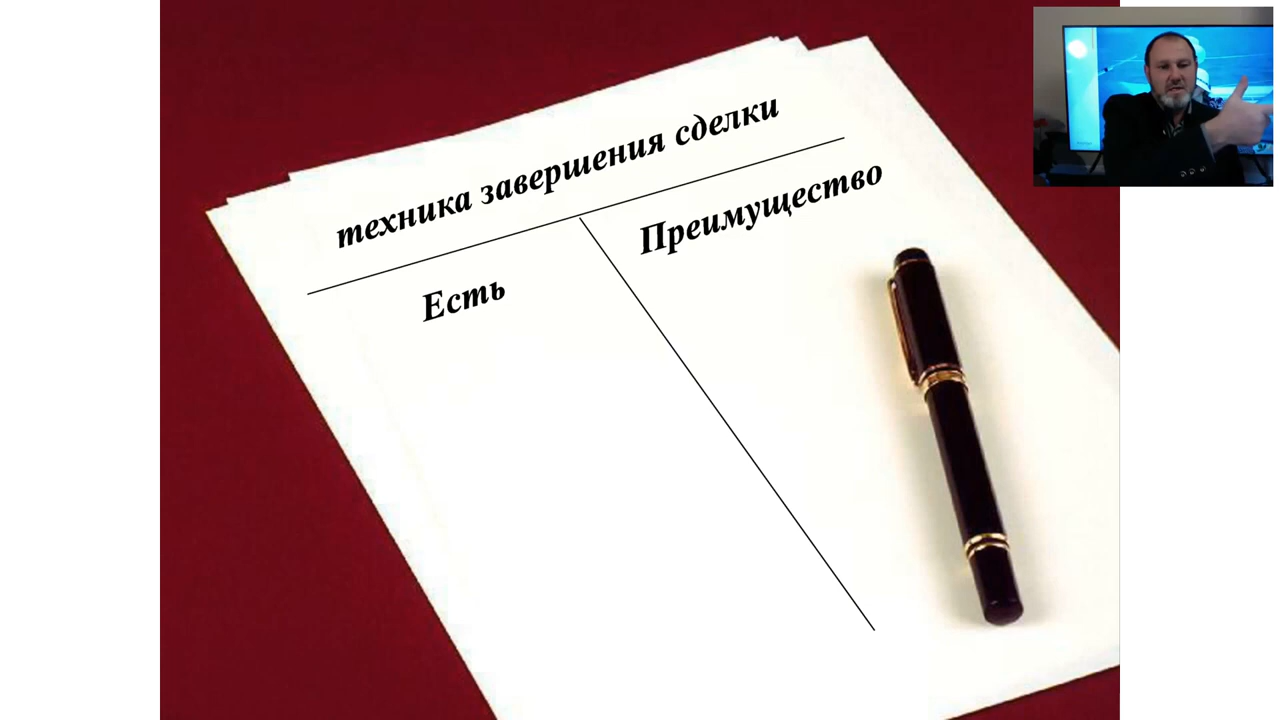 техника завершения сделки
Есть
Преимущество